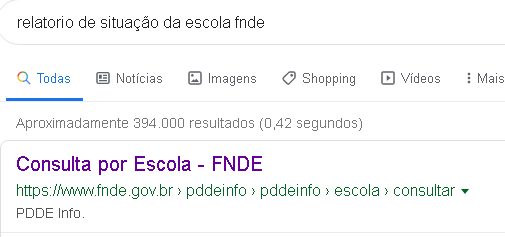 relatorio de situação da escola fnde
Todas Notícias Imagens Shopping Vídeos Mais
Aproximadamente 394.000 resultados (0,42 segundos)
Consulta por Escola - FNDE
https://www.fnde.gov.br › pddeinfo › pddeinfo › escola › consultar
PDDE Info.